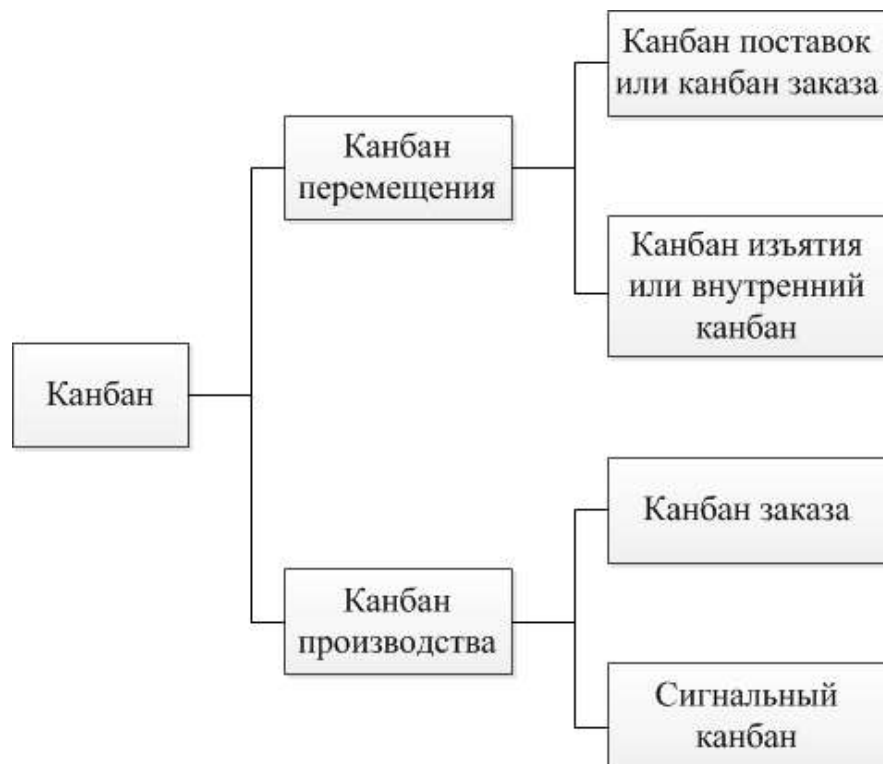 Канбан поставок
или канбан заказа
Канбан
перемещения
Канбан изъятия
или внутренний
канбан
Канбан
Канбан заказа
Канбан
производства
Сигнальный
канбан